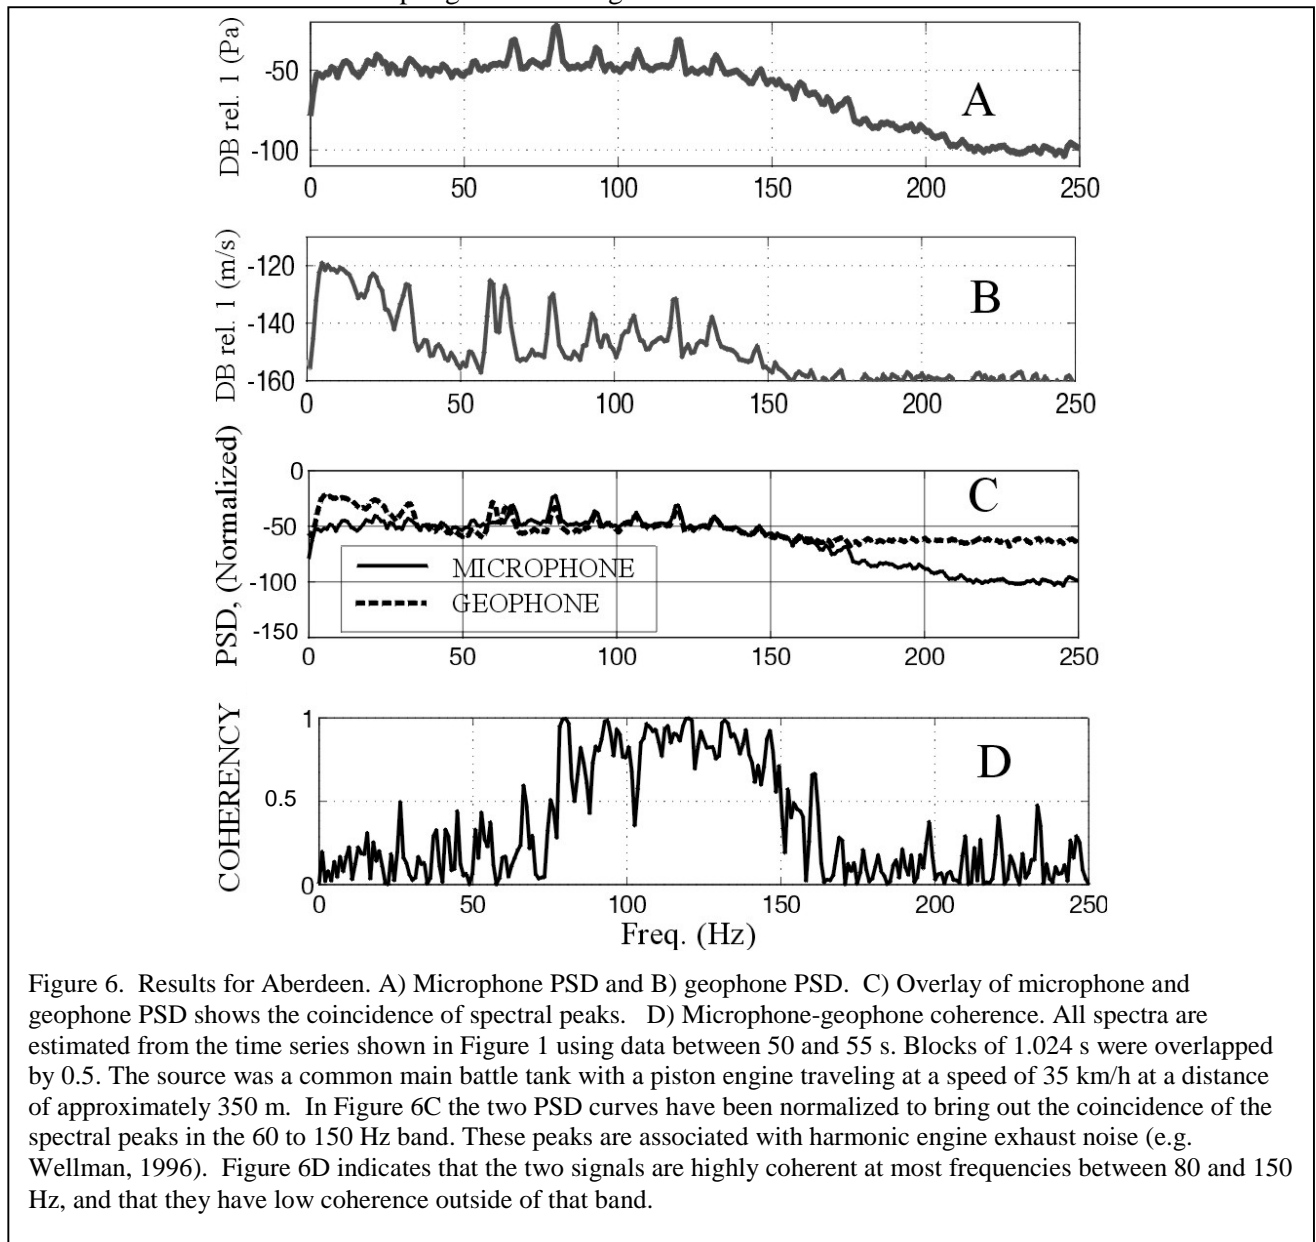 DB rel. 1 (Pa)
-50
-100
A
0 50 100 150 200 250
DB rel. 1 (m/s)
-120
-140
-160
B
0 50 100 150 200 250
PSD, (Normalized)
0
-50
-100
-150
C
MICROPHONE
GEOPHONE
0 50 100 150 200 250
COHERENCY
1
0.5
0
D
0 50 100 150 200 250
Freq. (Hz)
Figure 6. Results for Aberdeen. A) Microphone PSD and B) geophone PSD. C) Overlay of microphone and
geophone PSD shows the coincidence of spectral peaks. D) Microphone-geophone coherence. All spectra are
estimated from the time series shown in Figure 1 using data between 50 and 55 s. Blocks of 1.024 s were overlapped
by 0.5. The source was a common main battle tank with a piston engine traveling at a speed of 35 km/h at a distance
of approximately 350 m. In Figure 6C the two PSD curves have been normalized to bring out the coincidence of the
spectral peaks in the 60 to 150 Hz band. These peaks are associated with harmonic engine exhaust noise (e.g.
Wellman, 1996). Figure 6D indicates that the two signals are highly coherent at most frequencies between 80 and 150
Hz, and that they have low coherence outside of that band.